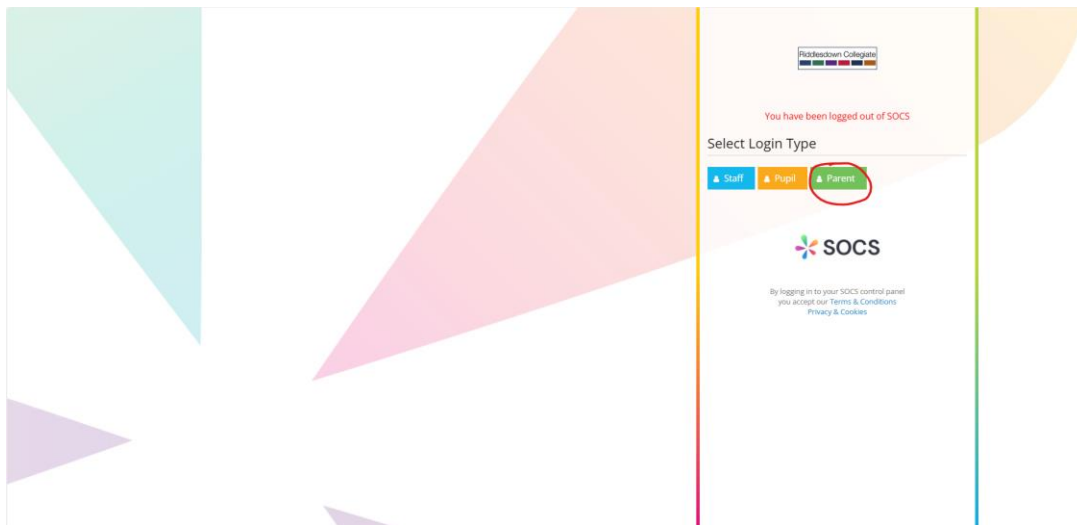 Riddlesdown Collegiate
You have been logged out of SOCS
Select Login Type
Staff
Pupil
Parent
SOCS
By logging in to your SOCS control panel
you accept our Terms & Conditions
Privacy & Cookies